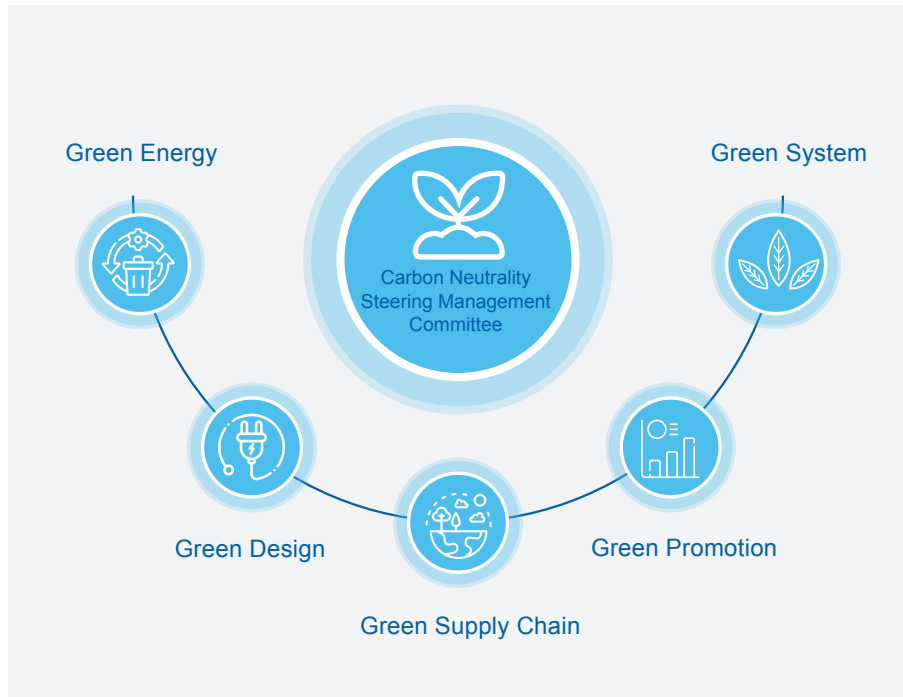 Green Energy
Green System
Carbon Neutrality
Steering Management
Committee
Green Design
Green Promotion
Green Supply Chain